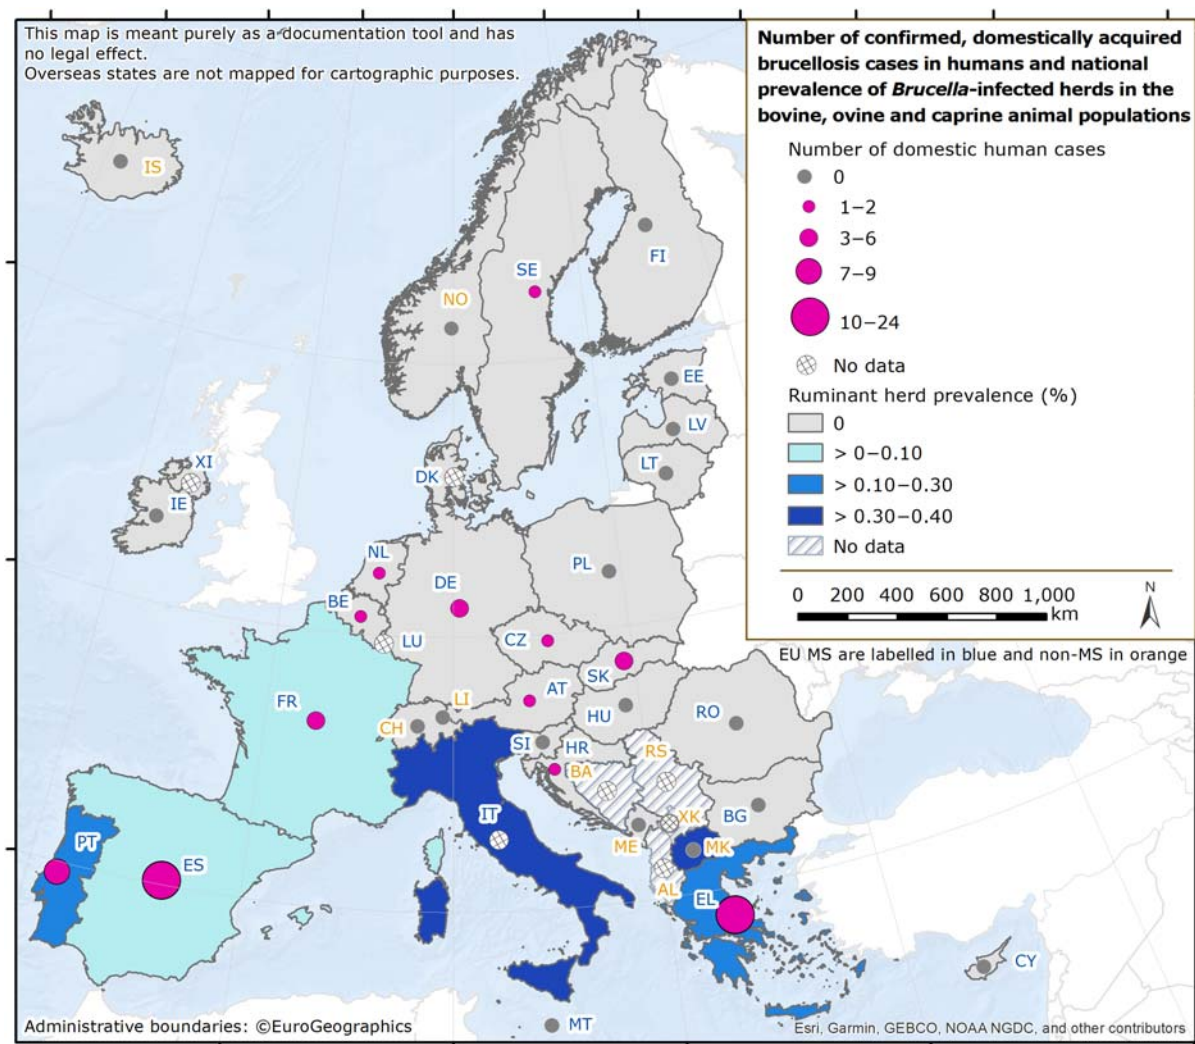 This map is meant purely as a documentation tool and has
no legal effect.
Overseas states are not mapped for cartographic purposes.
Number of confirmed, domestically acquired
brucellosis cases in humans and national
prevalence of Brucella-infected herds in the
bovine, ovine and caprine animal populations
Number of domestic human cases
0
1–2
3–6
7–9
10–24
No data
Ruminant herd prevalence (%)
0
> 0–0.10
> 0.10–0.30
> 0.30–0.40
No data
0 200 400 600 800 1,000
km
N
EU MS are labelled in blue and non-MS in orange
IS
FI
SE
NO
EE
LV
LT
XI
DK
IE
NL
PL
DE
BE
LU
CZ
SK
AT
FR
LI
CH
HU
RO
SI
HR
RS
BA
IT
XK
BG
PT
ME
MK
ES
AL
EL
CY
MT
Administrative boundaries: ©EuroGeographics
Esri, Garmin, GEBCO, NOAA NGDC, and other contributors